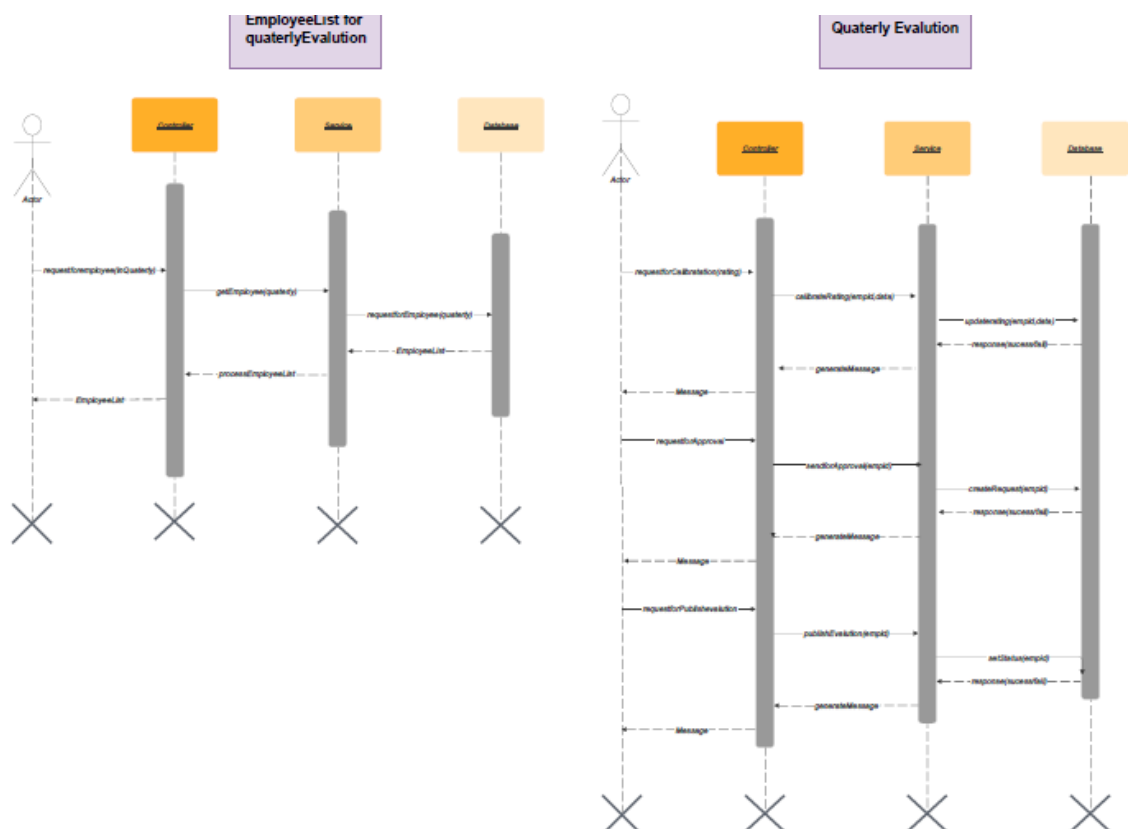 EmployeeList for
quaterlyEvalution
Controller
Service
Database
Actor
requestforemployee(inQuaterly)
getEmployee(quaterly)
requestforEmployee(quaterly)
EmployeeList
processEmployeeList
EmployeeList
Quaterly Evalution
Controller
Service
Database
Actor
requestforCalibratation(rating)
calibrateRating(empid,data)
updaterating(empid,data)
response(sucess/fail)
generateMessage
Message
requestforApproval
sendforApproval(empid)
createRequest(empid)
response(sucess/fail)
generateMessage
Message
requestforPublishevalution
publishEvalution(empid)
setStatus(empid)
response(sucess/fail)
generateMessage
Message